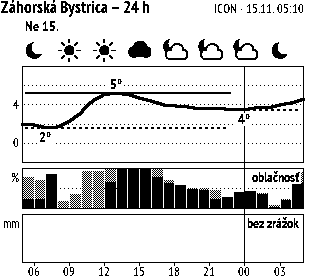 Záhorská Bystrica – 24 h
ICON · 15.11. 05:10
Ne 15.
5°
4
4°
2°
0
%
oblačnosť
mm
bez zrážok
06 09 12 15 18 21 00 03